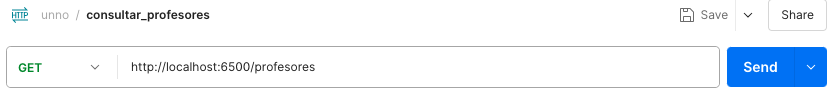 HTTP unno / consultar_profesores Save Share
GET http://localhost:6500/profesores Send